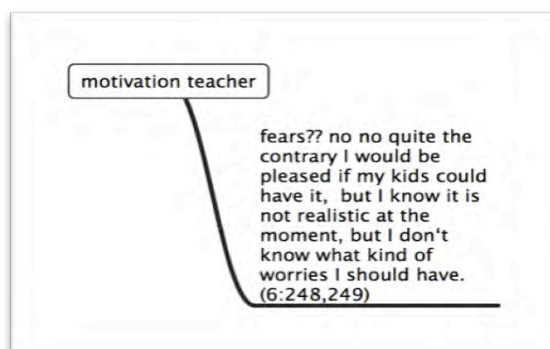 motivation teacher
fears?? no no quite the
contrary I would be
pleased if my kids could
have it,  but I know it is
not realistic at the
moment, but I don't
know what kind of
worries I should have.
(6:248,249)